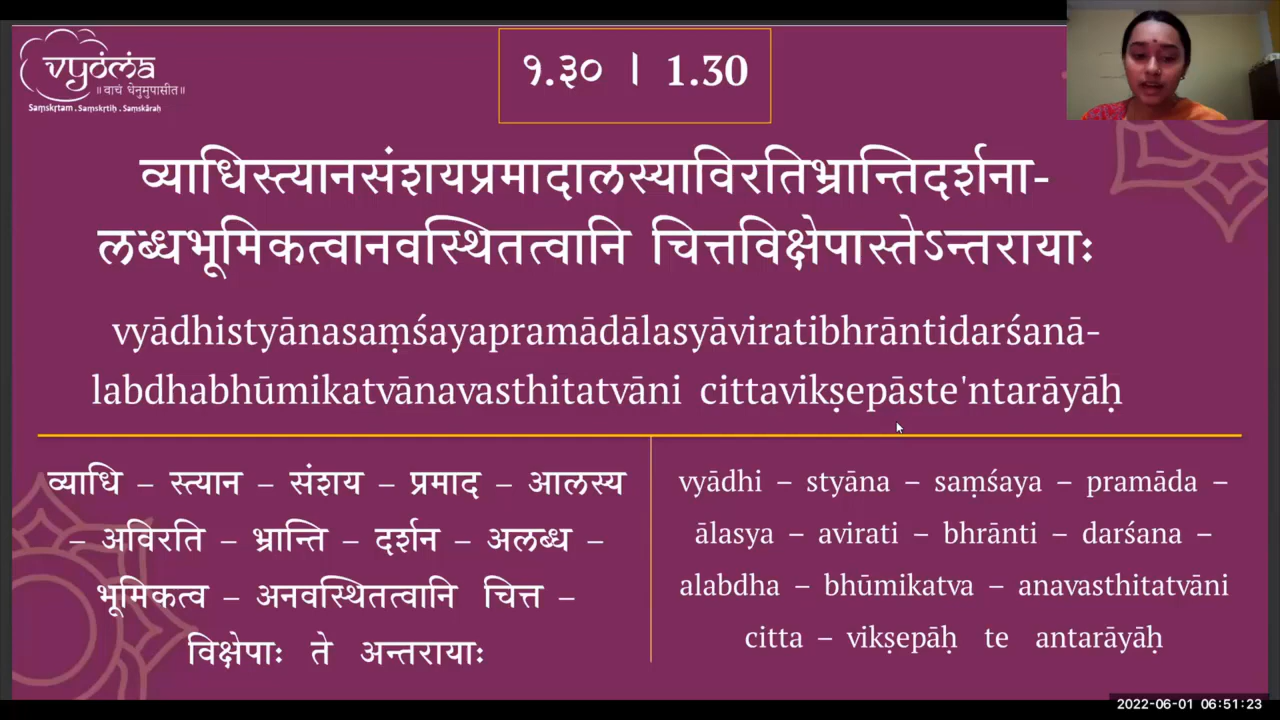 vyoma
॥ वाचं धेनुमुपासीत॥
Saṃskṛtam . Saṃskṛtiḥ . Saṃskāraḥ
१.३० । 1.30
व्याधिस्त्यानसंशयप्रमादालस्याविरतिभ्रान्तिदर्शना-
लब्धभूमिकत्वानवस्थितत्वानि चित्तविक्षेपास्तेऽन्तरायाः
vyādhistyānasaṃśayapramādālasyāviratibhrāntidarśanā-
labdhabhūmikatvānavasthitatvāni cittavikṣepāste'ntarāyāḥ
व्याधि – स्त्यान – संशय – प्रमाद – आलस्य
– अविरति – भ्रान्ति – दर्शन – अलब्ध –
भूमिकत्व – अनवस्थितत्वानि चित्त –
विक्षेपाः ते अन्तरायाः
vyādhi – styāna – saṃśaya – pramāda –
ālasya – avirati – bhrānti – darśana –
alabdha – bhūmikatva – anavasthitatvāni
citta – vikṣepāḥ te antarāyāḥ
2022-06-01 06:51:23